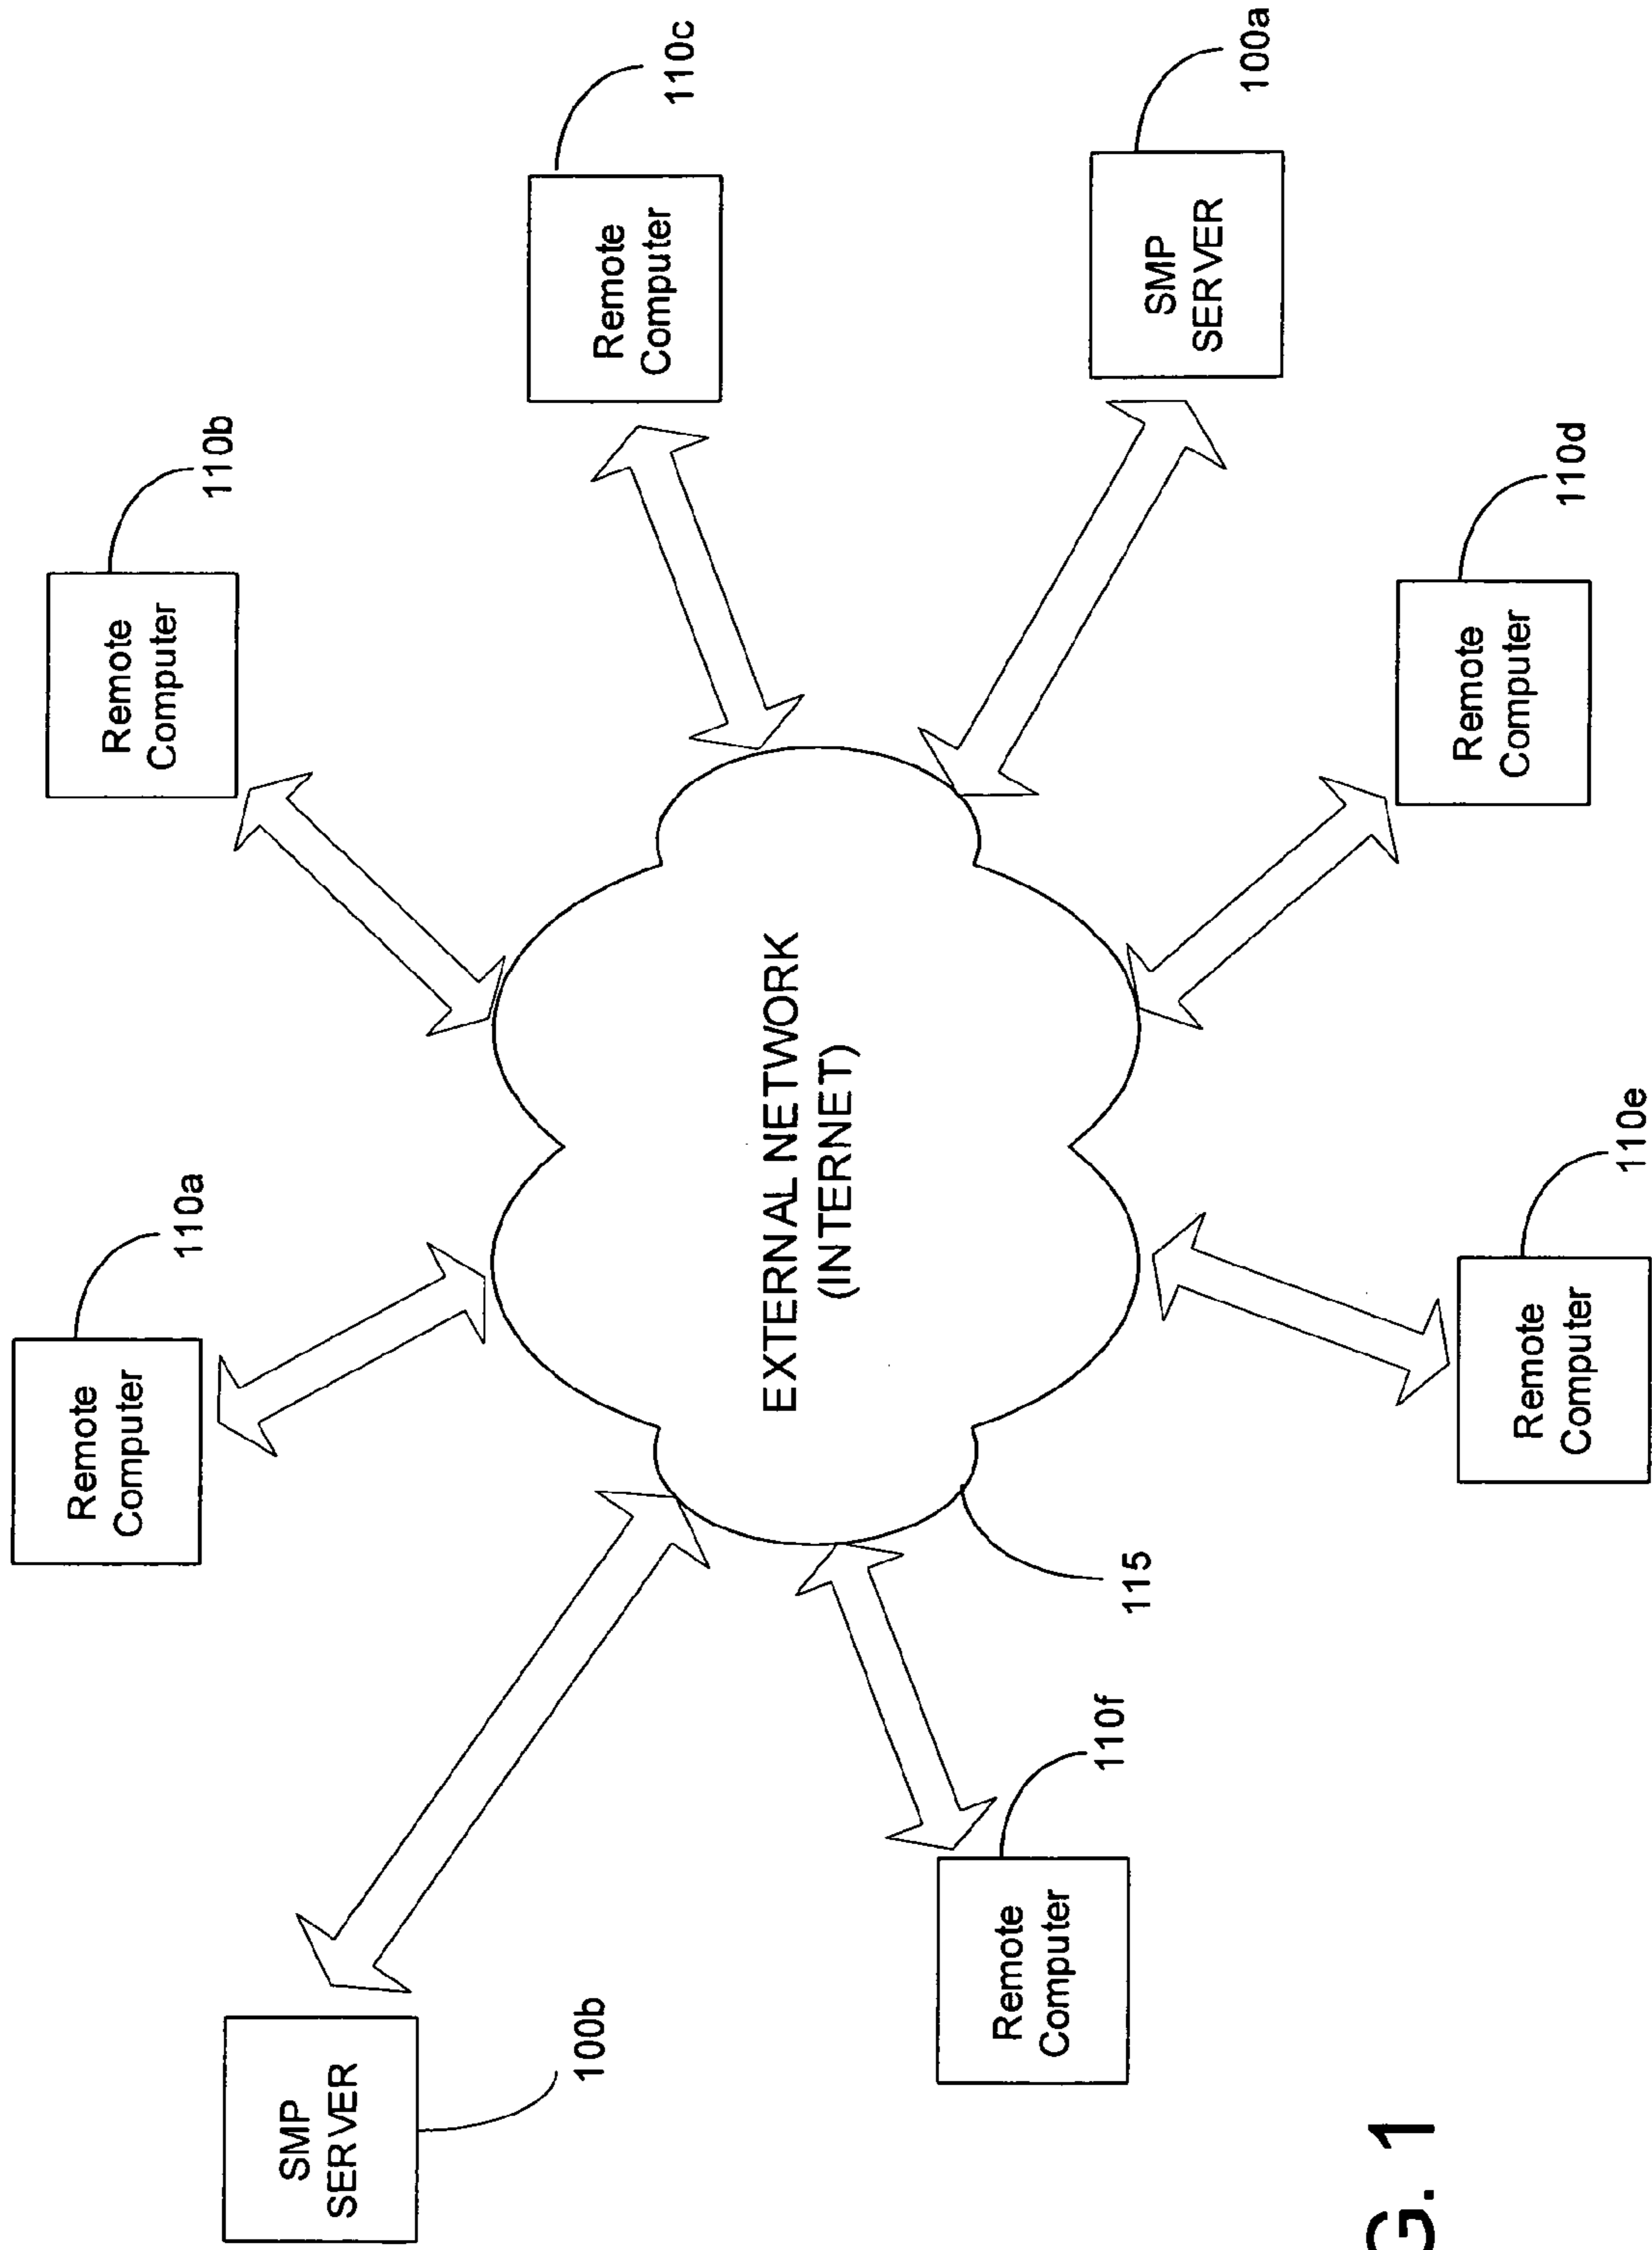 Remote
Computer
110a
Remote
Computer
110b
SMP
SERVER
100b
Remote
Computer
110c
EXTERNAL NETWORK
(INTERNET)
Remote
Computer
110f
115
SMP
SERVER
100a
Remote
Computer
110d
Remote
Computer
110e
G. 1